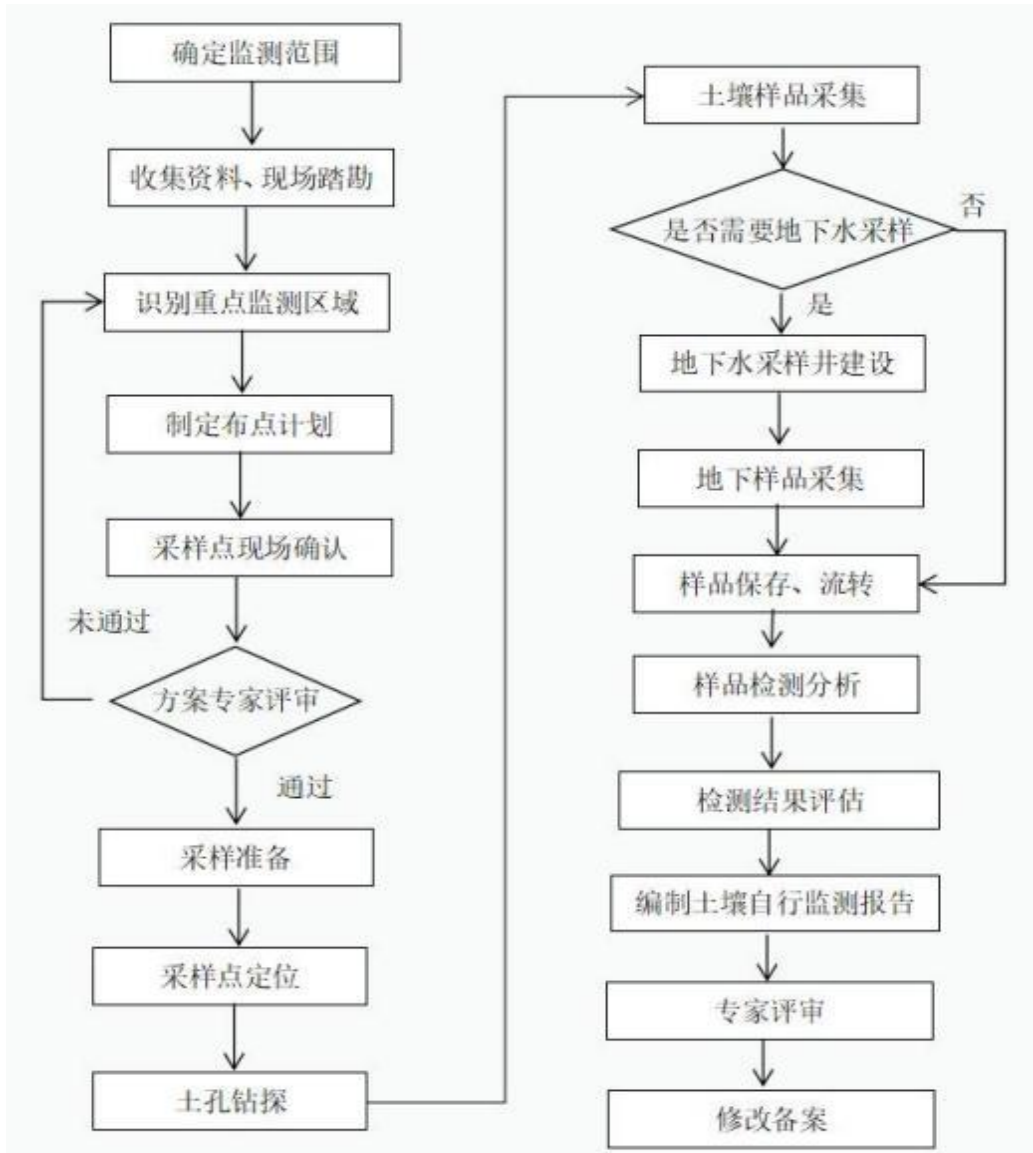 确定监测范围
收集资料、现场踏勘
识别重点监测区域
制定布点计划
采样点现场确认
未通过
方案专家评审
通过
采样准备
采样点定位
土孔钻探
土壤样品采集
否
是否需要地下水采样
是
地下水采样井建设
地下样品采集
样品保存、流转
样品检测分析
检测结果评估
编制土壤自行监测报告
专家评审
修改备案